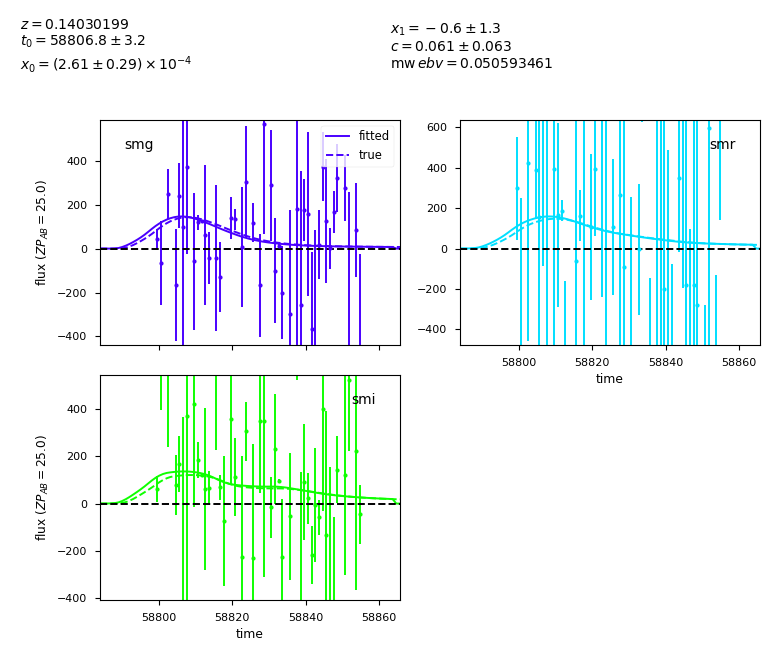 z = 0.14030199
t₀ = 58806.8 ± 3.2
x₀ = (2.61 ± 0.29) × 10⁻⁴
x₁ = −0.6 ± 1.3
c = 0.061 ± 0.063
mw ebv = 0.050593461
smg
fitted
true
400
200
0
−200
−400
flux (ZP_AB = 25.0)
smr
600
400
200
0
−200
−400
58800
58820
58840
58860
time
smi
400
200
0
−200
−400
flux (ZP_AB = 25.0)
58800
58820
58840
58860
time